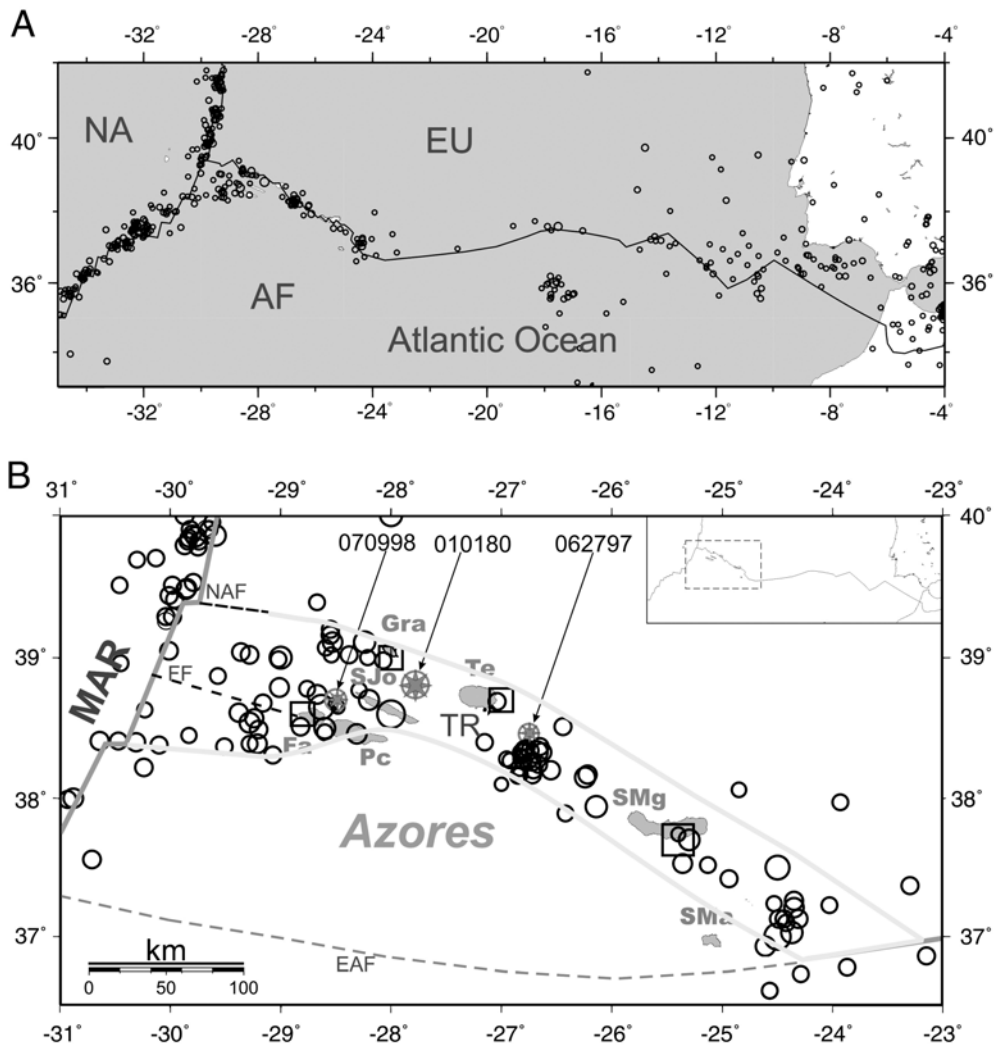 A
-32° -28° -24° -20° -16° -12° -8° -4°
NA
EU
40° 40°
36° 36°
AF
Atlantic Ocean
-32° -28° -24° -20° -16° -12° -8° -4°
B
31° -30° -29° -28° -27° -26° -25° -24° -23°
40° 40°
070998 010180 062797
NAF
MAR
Gra
39° 39°
EF
SJo
Te
TR
Fa
Pc
38° 38°
SMg
Azores
SMa
37° 37°
km
EAF
0 50 100
-31° -30° -29° -28° -27° -26° -25° -24° -23°